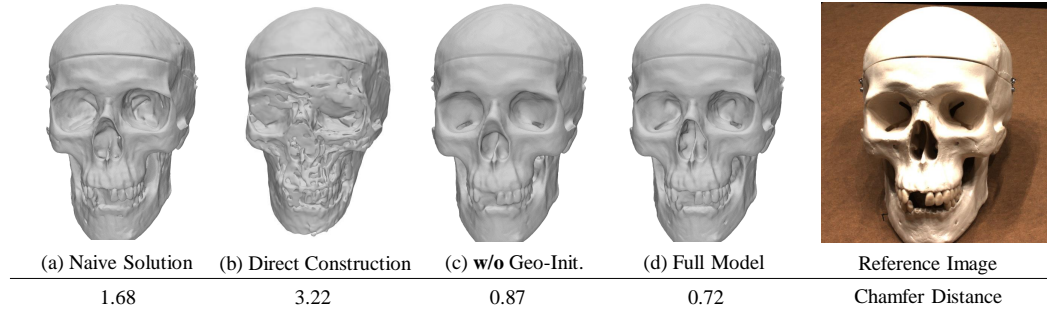 (a) Naive Solution (b) Direct Construction (c) w/o Geo-Init. (d) Full Model Reference Image
1.68 3.22 0.87 0.72 Chamfer Distance